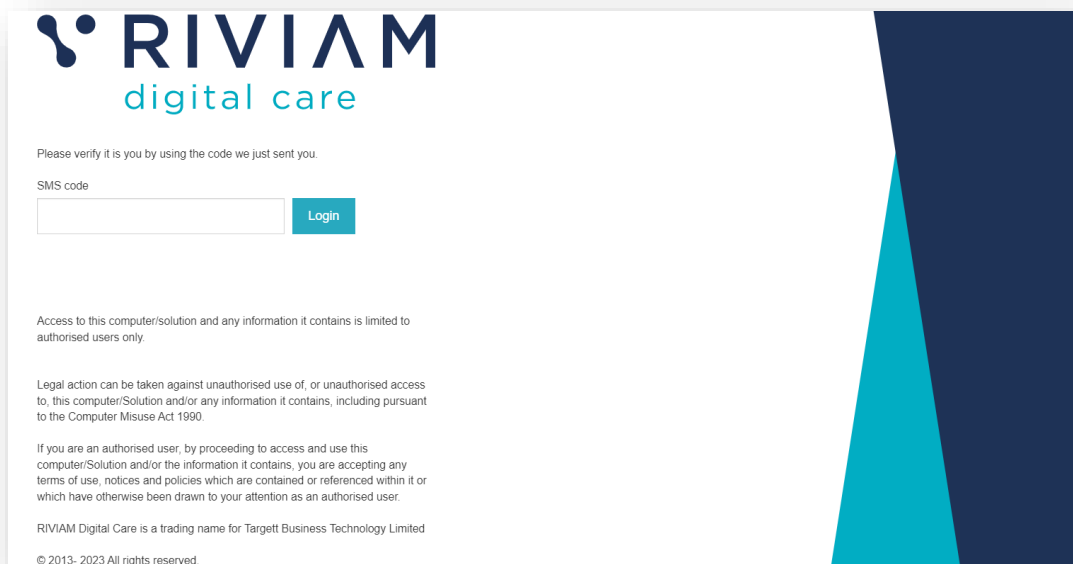 RIVIAM
digital care
Please verify it is you by using the code we just sent you.
SMS code
Login
Access to this computer/solution and any information it contains is limited to
authorised users only.
Legal action can be taken against unauthorised use of, or unauthorised access
to, this computer/Solution and/or any information it contains, including pursuant
to the Computer Misuse Act 1990.
If you are an authorised user, by proceeding to access and use this
computer/Solution and/or the information it contains, you are accepting any
terms of use, notices and policies which are contained or referenced within it or
which have otherwise been drawn to your attention as an authorised user.
RIVIAM Digital Care is a trading name for Targett Business Technology Limited
© 2013- 2023 All rights reserved.